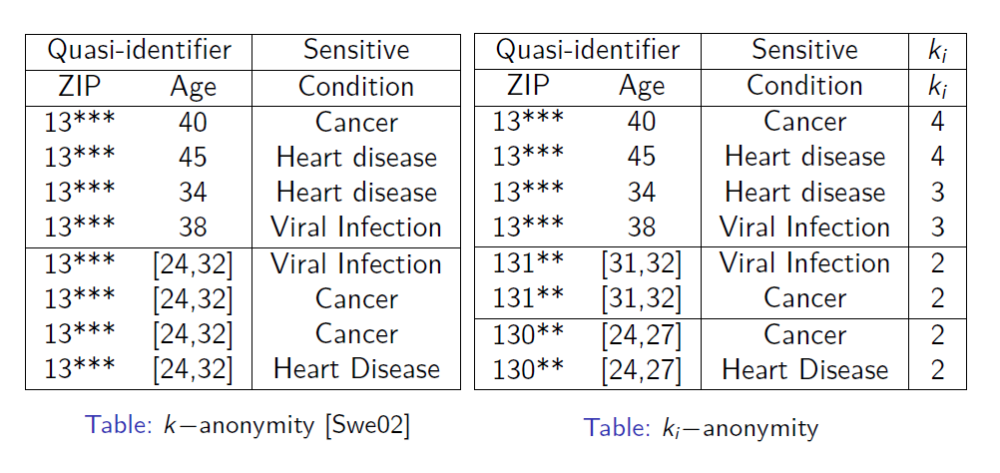 Quasi-identifier Sensitive
ZIP Age Condition
13*** 40 Cancer
13*** 45 Heart disease
13*** 34 Heart disease
13*** 38 Viral Infection
13*** [24,32] Viral Infection
13*** [24,32] Cancer
13*** [24,32] Cancer
13*** [24,32] Heart Disease
Table: k−anonymity [Swe02]
Quasi-identifier Sensitive kᵢ
ZIP Age Condition kᵢ
13*** 40 Cancer 4
13*** 45 Heart disease 4
13*** 34 Heart disease 3
13*** 38 Viral Infection 3
131** [31,32] Viral Infection 2
131** [31,32] Cancer 2
130** [24,27] Cancer 2
130** [24,27] Heart Disease 2
Table: kᵢ−anonymity